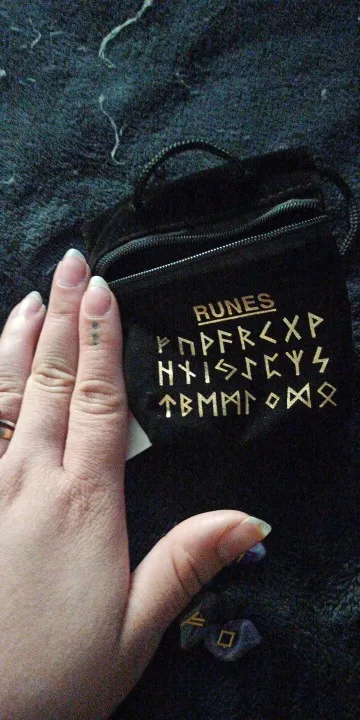 RUNES
ᚠᚢᚦᚨᚱᚲᚷᚹ
ᚺᚾᛁᛃᛇᛈᛉᛊ
ᛏᛒᛖᛗᛚᛜᛞᛟ
ᚠ
ᛜ